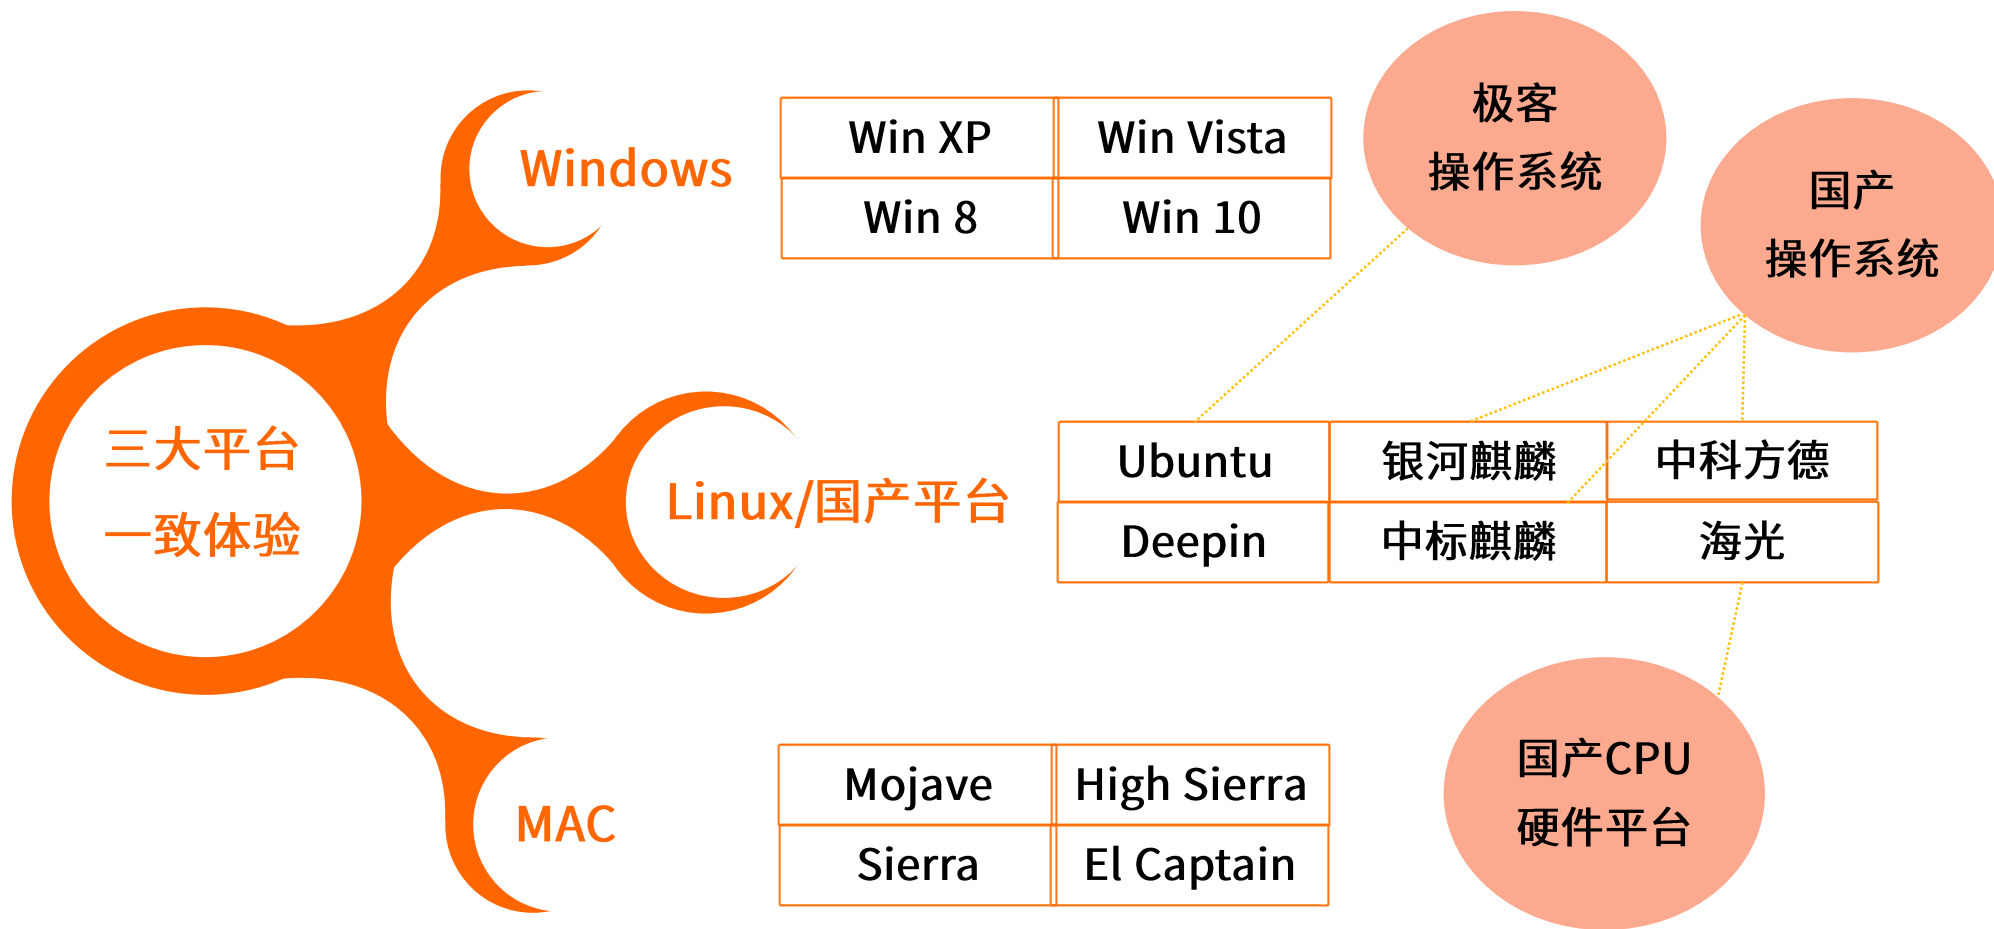 三大平台
一致体验
Windows
Win XP
Win Vista
Win 8
Win 10
极客
操作系统
国产
操作系统
Linux/国产平台
Ubuntu
银河麒麟
中科方德
Deepin
中标麒麟
海光
MAC
Mojave
High Sierra
Sierra
El Captain
国产CPU
硬件平台